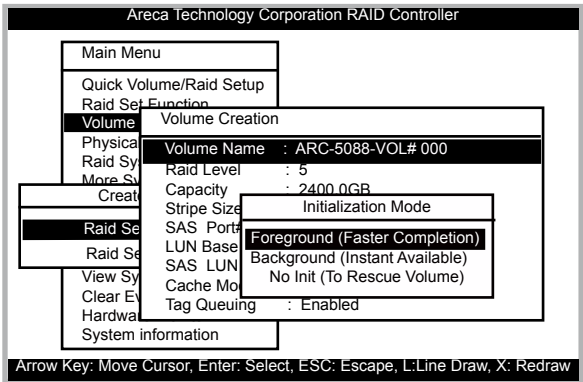 Areca Technology Corporation RAID Controller
Main Menu
Quick Volume/Raid Setup
Raid Set Function
Volume
Physica
Raid Sy
More Sy
Volume Creation
Volume Name : ARC-5088-VOL# 000
Raid Level : 5
Capacity : 2400.0GB
Stripe Size
SAS Port#
LUN Base
SAS LUN
Cache Mo
Tag Queuing : Enabled
Create
Raid Se
Raid Se
Initialization Mode
Foreground (Faster Completion)
Background (Instant Available)
No Init (To Rescue Volume)
View Sy
Clear Ev
Hardwar
System information
Arrow Key: Move Cursor, Enter: Select, ESC: Escape, L:Line Draw, X: Redraw